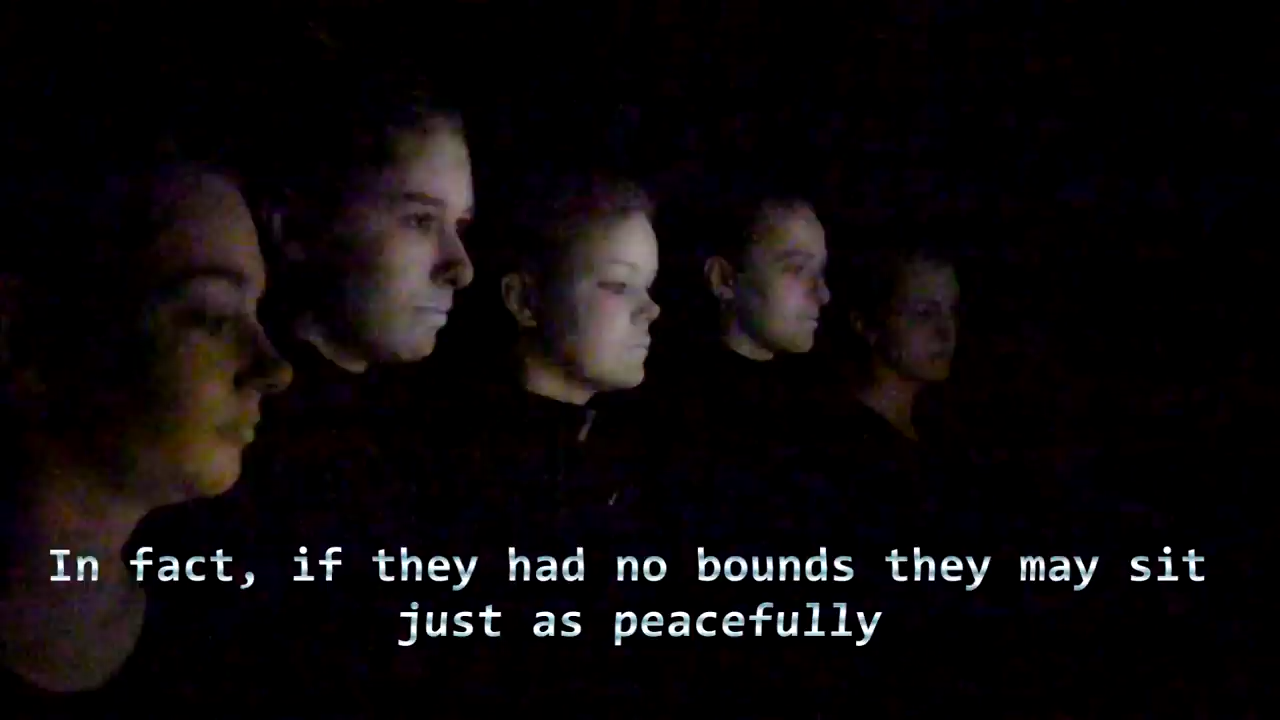 In fact, if they had no bounds they may sit
just as peacefully